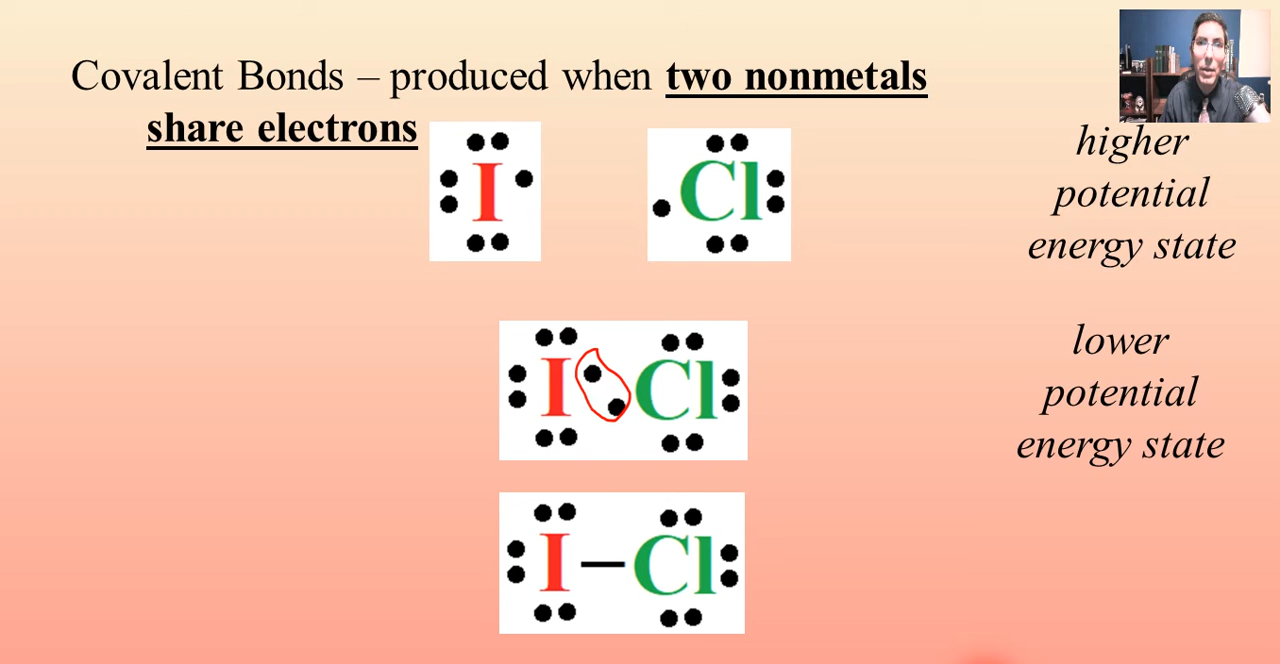 Covalent Bonds – produced when two nonmetals
share electrons
I
Cl
higher
potential
energy state
I
Cl
lower
potential
energy state
I—Cl